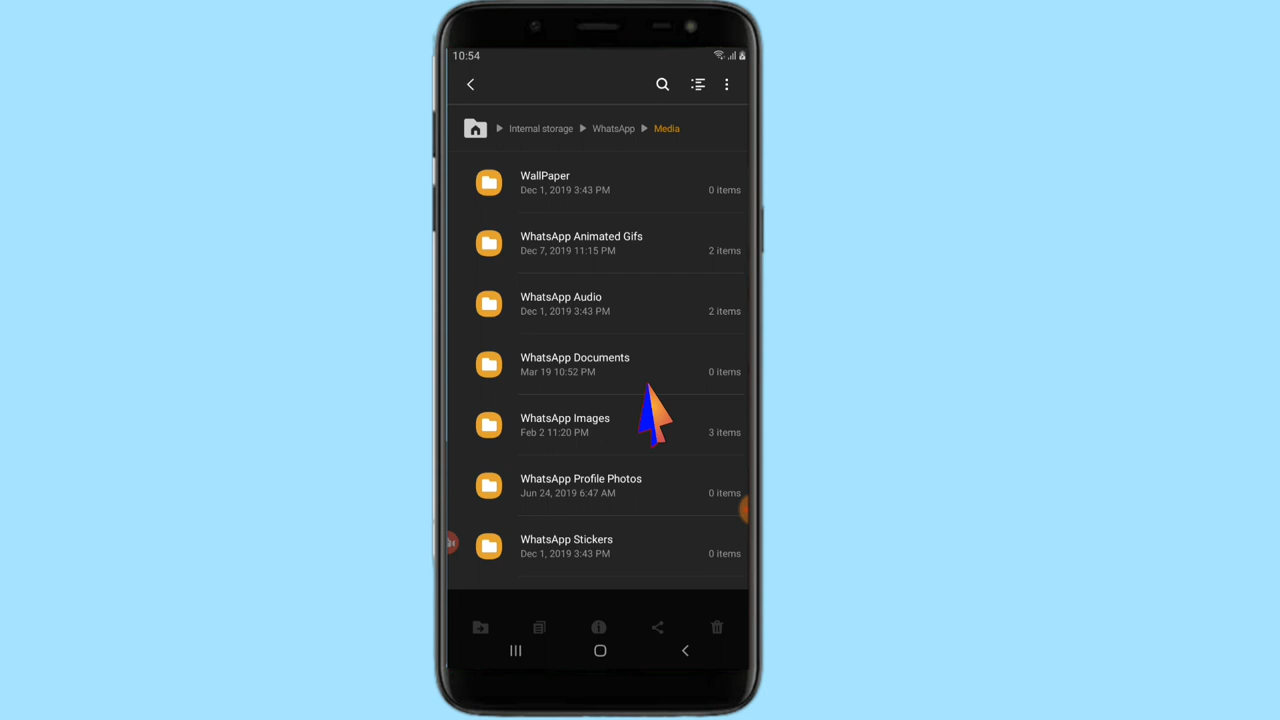 10:54
Internal storage WhatsApp Media
WallPaper
Dec 1, 2019 3:43 PM 0 items
WhatsApp Animated Gifs
Dec 7, 2019 11:15 PM 2 items
WhatsApp Audio
Dec 1, 2019 3:43 PM 2 items
WhatsApp Documents
Mar 19 10:52 PM 0 items
WhatsApp Images
Feb 2 11:20 PM 3 items
WhatsApp Profile Photos
Jun 24, 2019 6:47 AM 0 items
WhatsApp Stickers
Dec 1, 2019 3:43 PM 0 items